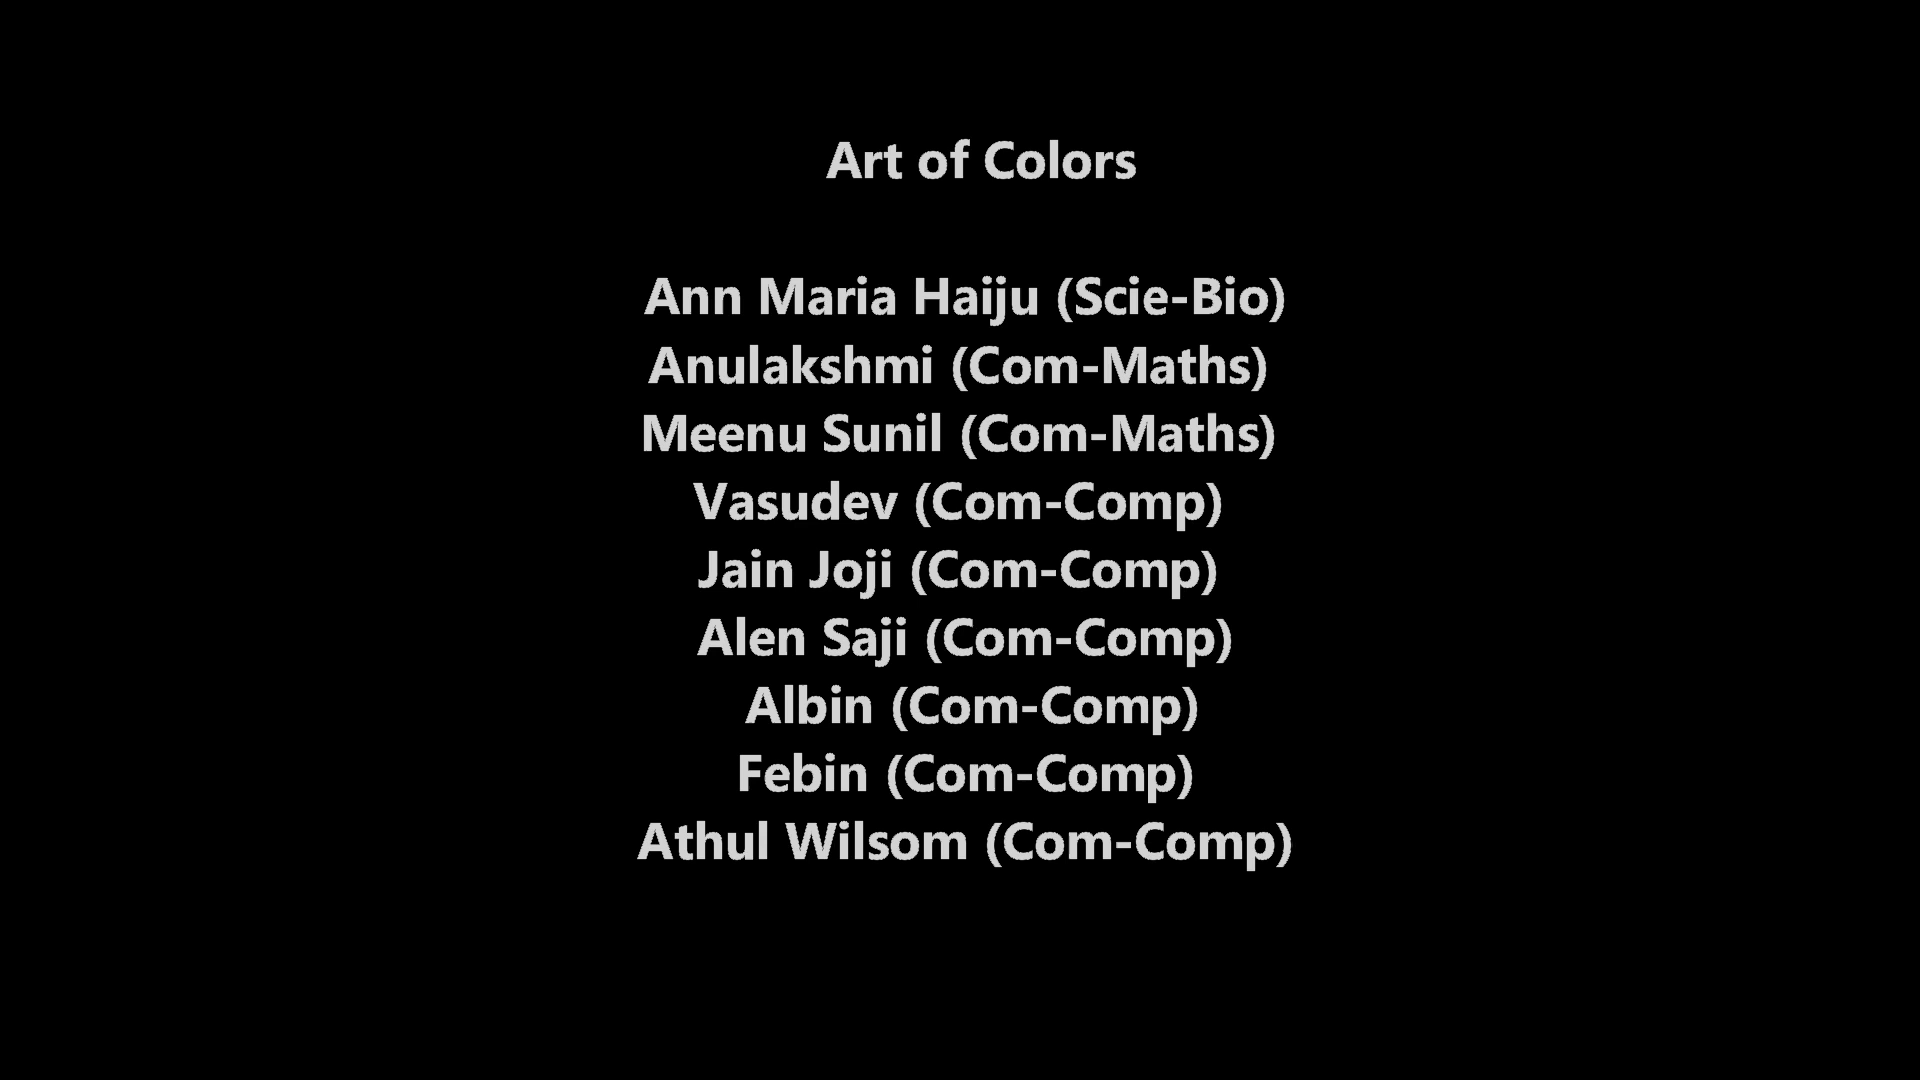 Art of Colors
Ann Maria Haiju (Scie-Bio)
Anulakshmi (Com-Maths)
Meenu Sunil (Com-Maths)
Vasudev (Com-Comp)
Jain Joji (Com-Comp)
Alen Saji (Com-Comp)
Albin (Com-Comp)
Febin (Com-Comp)
Athul Wilsom (Com-Comp)